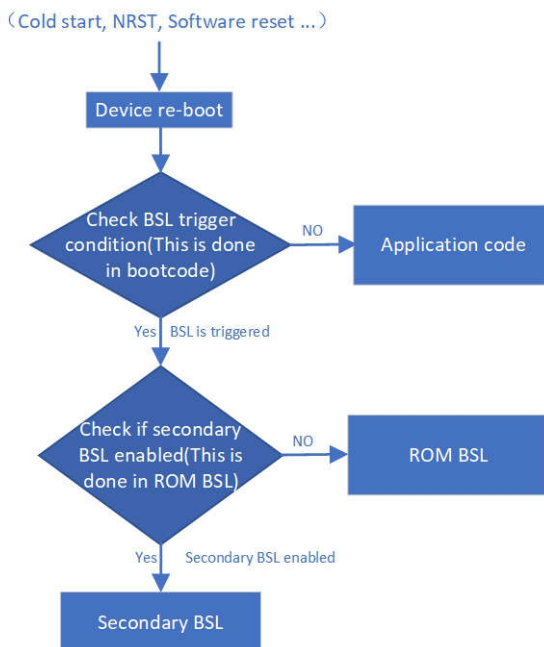 （Cold start, NRST, Software reset ...）
Device re-boot
Check BSL trigger
condition(This is done
in bootcode)
NO
Application code
Yes
BSL is triggered
Check if secondary
BSL enabled(This is
done in ROM BSL)
NO
ROM BSL
Yes
Secondary BSL enabled
Secondary BSL